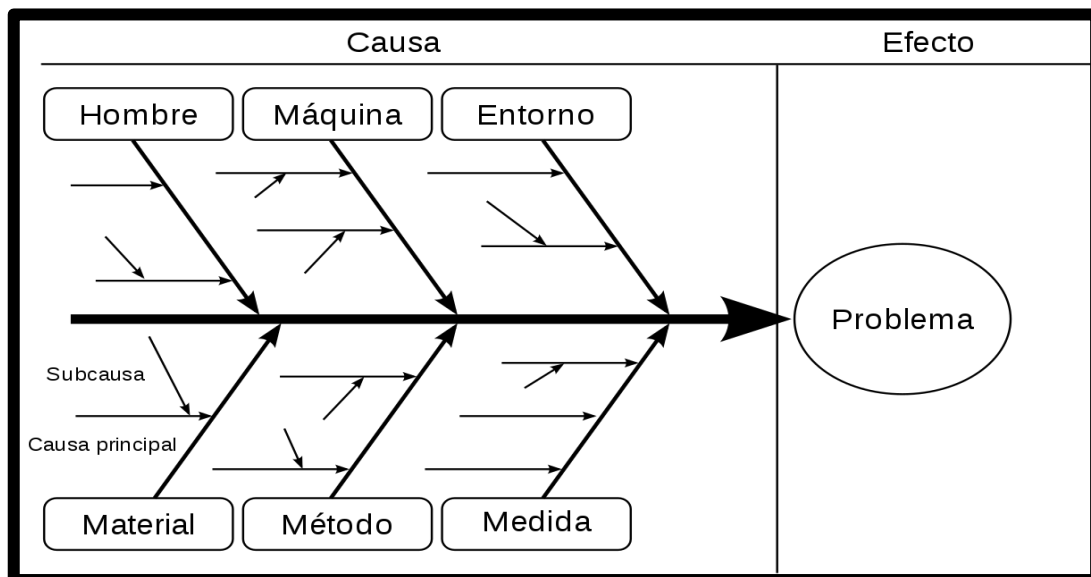 Causa
Efecto
Hombre
Máquina
Entorno
Problema
Subcausa
Causa principal
Material
Método
Medida